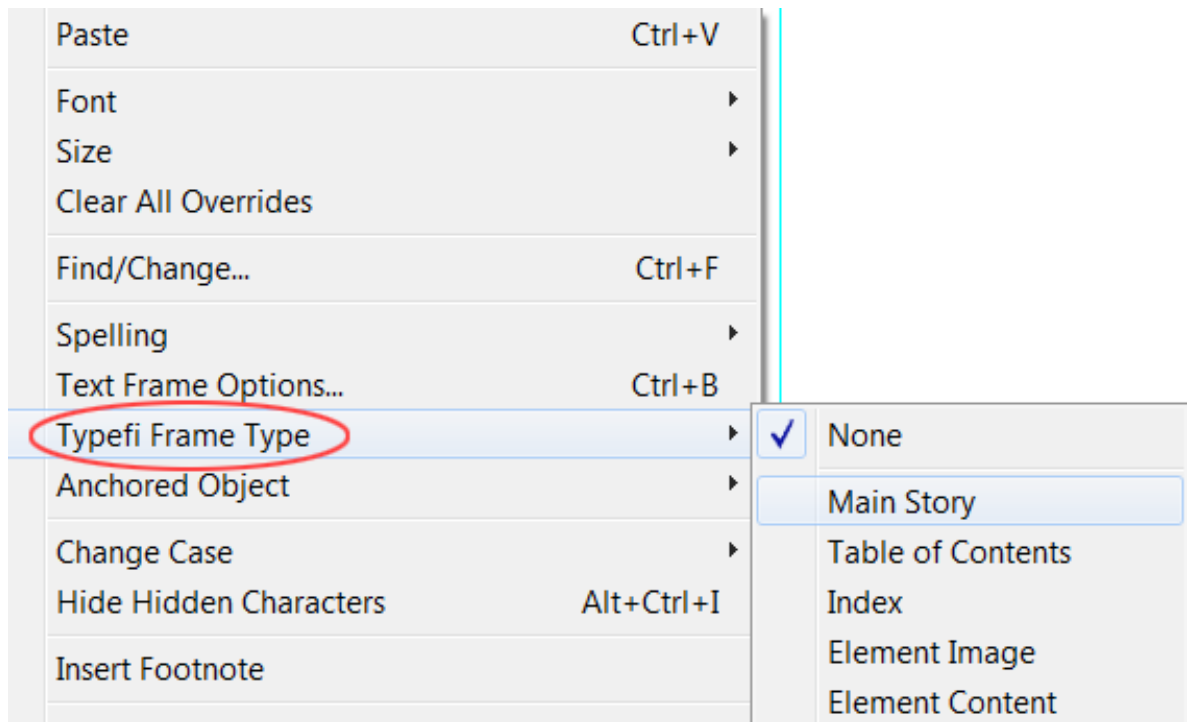 Paste Ctrl+V
Font
Size
Clear All Overrides
Find/Change... Ctrl+F
Spelling
Text Frame Options... Ctrl+B
Typefi Frame Type
Anchored Object
Change Case
Hide Hidden Characters Alt+Ctrl+I
Insert Footnote
None
Main Story
Table of Contents
Index
Element Image
Element Content